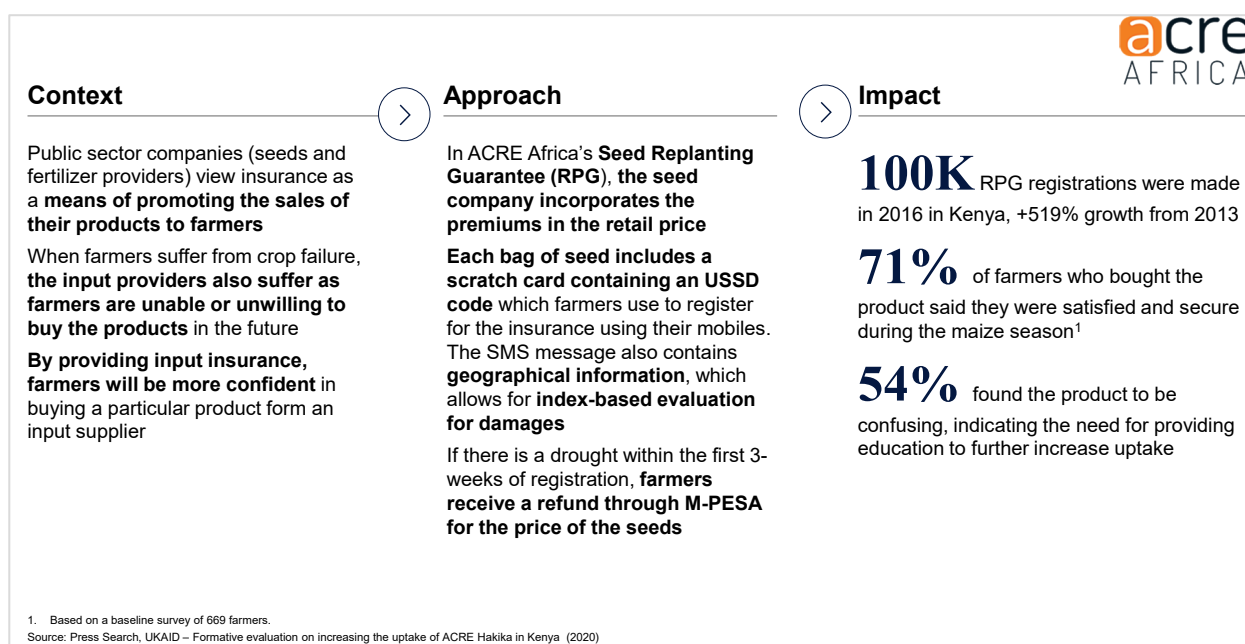 acre
AFRICA
Context
Public sector companies (seeds and
fertilizer providers) view insurance as
a means of promoting the sales of
their products to farmers
When farmers suffer from crop failure,
the input providers also suffer as
farmers are unable or unwilling to
buy the products in the future
By providing input insurance,
farmers will be more confident in
buying a particular product form an
input supplier
Approach
In ACRE Africa's Seed Replanting
Guarantee (RPG), the seed
company incorporates the
premiums in the retail price
Each bag of seed includes a
scratch card containing an USSD
code which farmers use to register
for the insurance using their mobiles.
The SMS message also contains
geographical information, which
allows for index-based evaluation
for damages
If there is a drought within the first 3-
weeks of registration, farmers
receive a refund through M-PESA
for the price of the seeds
Impact
100K RPG registrations were made
in 2016 in Kenya, +519% growth from 2013
71% of farmers who bought the
product said they were satisfied and secure
during the maize season1
54% found the product to be
confusing, indicating the need for providing
education to further increase uptake
1. Based on a baseline survey of 669 farmers.
Source: Press Search, UKAID – Formative evaluation on increasing the uptake of ACRE Hakika in Kenya (2020)